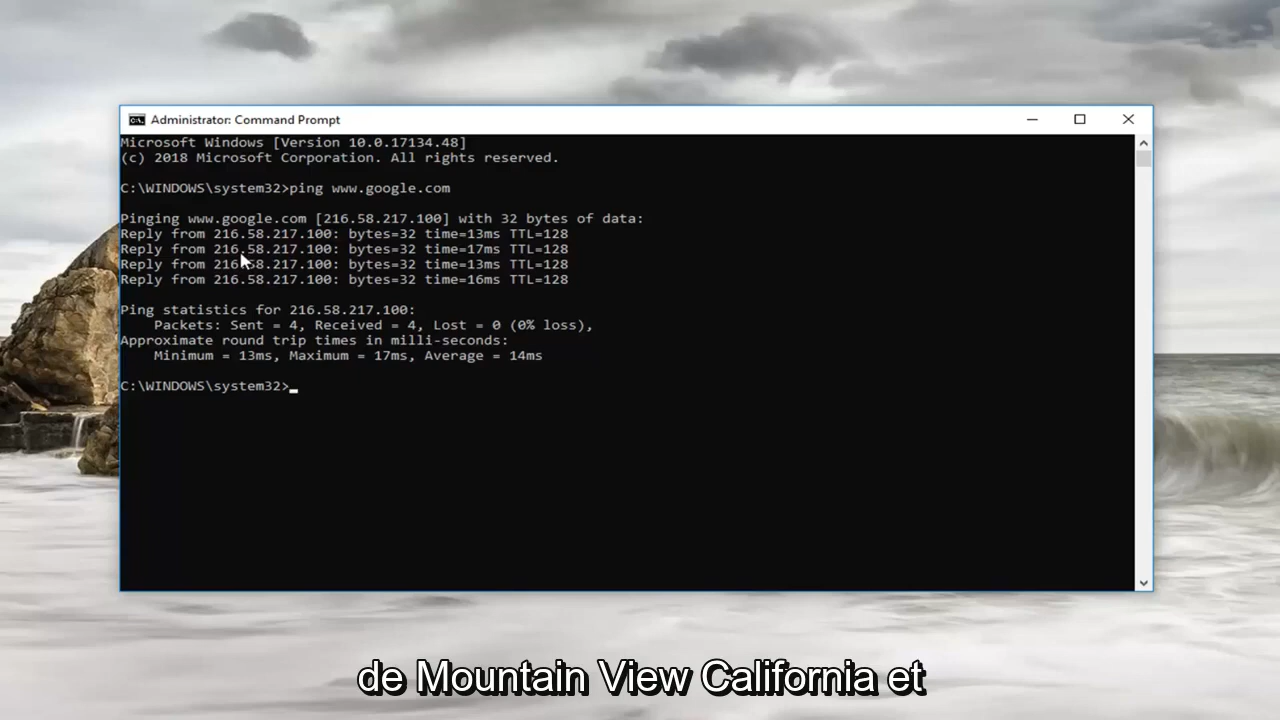 Administrator: Command Prompt
Microsoft Windows [Version 10.0.17134.48]
(c) 2018 Microsoft Corporation. All rights reserved.
C:\WINDOWS\system32>ping www.google.com
Pinging www.google.com [216.58.217.100] with 32 bytes of data:
Reply from 216.58.217.100: bytes=32 time=13ms TTL=128
Reply from 216.58.217.100: bytes=32 time=17ms TTL=128
Reply from 216.58.217.100: bytes=32 time=13ms TTL=128
Reply from 216.58.217.100: bytes=32 time=16ms TTL=128
Ping statistics for 216.58.217.100:
Packets: Sent = 4, Received = 4, Lost = 0 (0% loss),
Approximate round trip times in milli-seconds:
Minimum = 13ms, Maximum = 17ms, Average = 14ms
C:\WINDOWS\system32>
de Mountain View California et